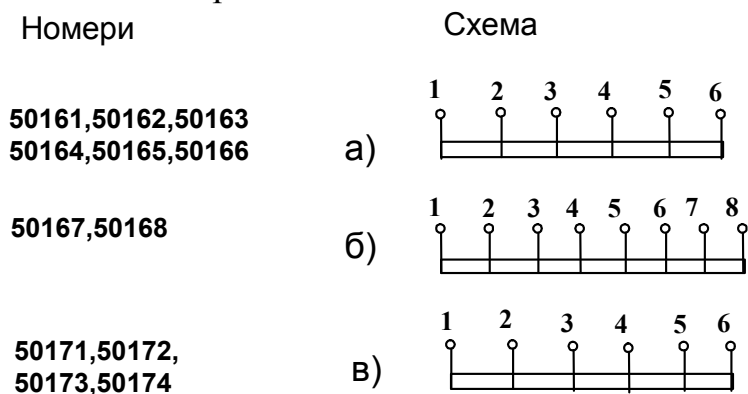 Номери Схема
1 2 3 4 5 6
50161,50162,50163
50164,50165,50166 а)
1 2 3 4 5 6 7 8
50167,50168 б)
1 2 3 4 5 6
50171,50172,
50173,50174 в)